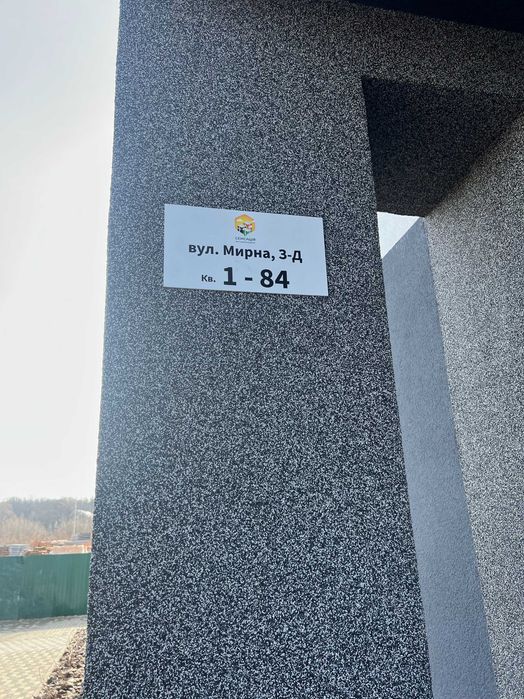 вул. Мирна, 3-Д
Кв. 1 - 84